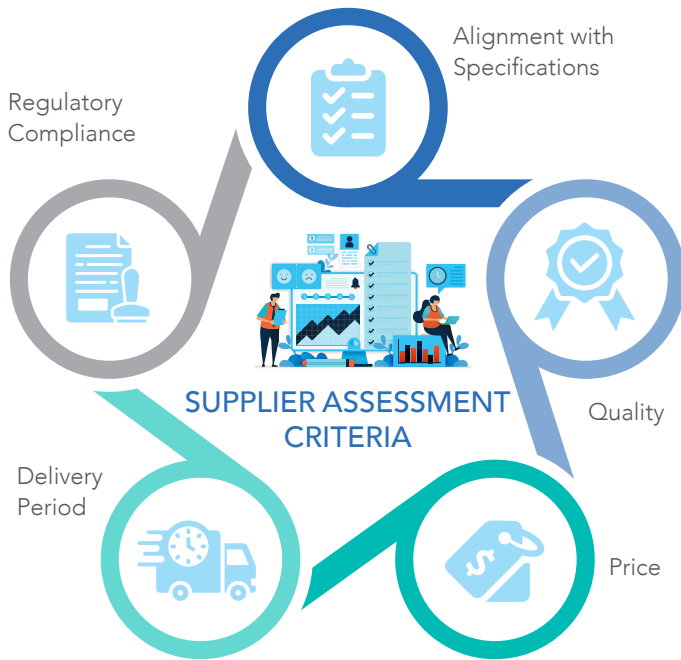 Alignment with
Specifications
Regulatory
Compliance
SUPPLIER ASSESSMENT
CRITERIA
Quality
Delivery
Period
Price
$